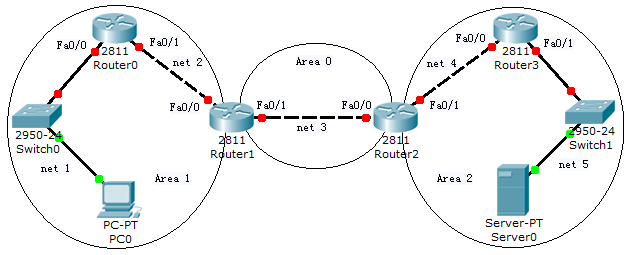 Fa0/0
2811
Router0
Fa0/1
net 2
2950-24
Switch0
net 1
PC-PT
PC0
Area 1
Fa0/0
2811
Router1
Fa0/1
Area 0
net 3
Fa0/0
2811
Router2
Fa0/1
net 4
Fa0/0
2811
Router3
Fa0/1
2950-24
Switch1
net 5
Area 2
Server-PT
Server0